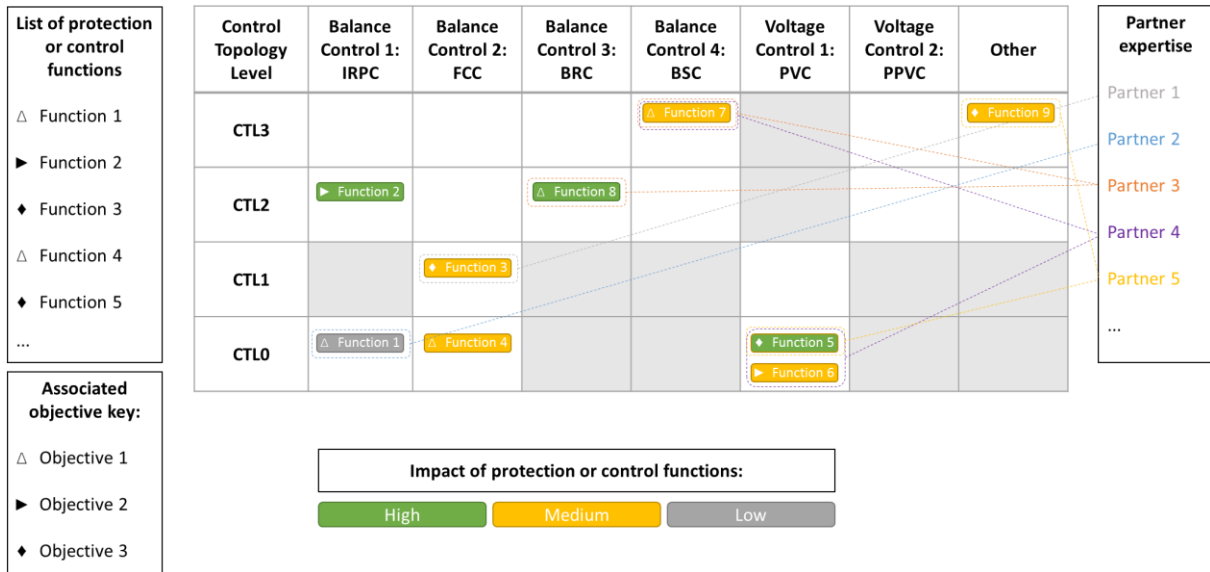 List of protection
or control
functions
△ Function 1
► Function 2
♦ Function 3
△ Function 4
♦ Function 5
...
Associated
objective key:
△ Objective 1
► Objective 2
♦ Objective 3
Control
Topology
Level
Balance
Control 1:
IRPC
Balance
Control 2:
FCC
Balance
Control 3:
BRC
Balance
Control 4:
BSC
Voltage
Control 1:
PVC
Voltage
Control 2:
PPVC
Other
CTL3
△ Function 7
♦ Function 9
CTL2
► Function 2
△ Function 8
CTL1
♦ Function 3
CTL0
△ Function 1
△ Function 4
♦ Function 5
► Function 6
Impact of protection or control functions:
High
Medium
Low
Partner
expertise
Partner 1
Partner 2
Partner 3
Partner 4
Partner 5
...